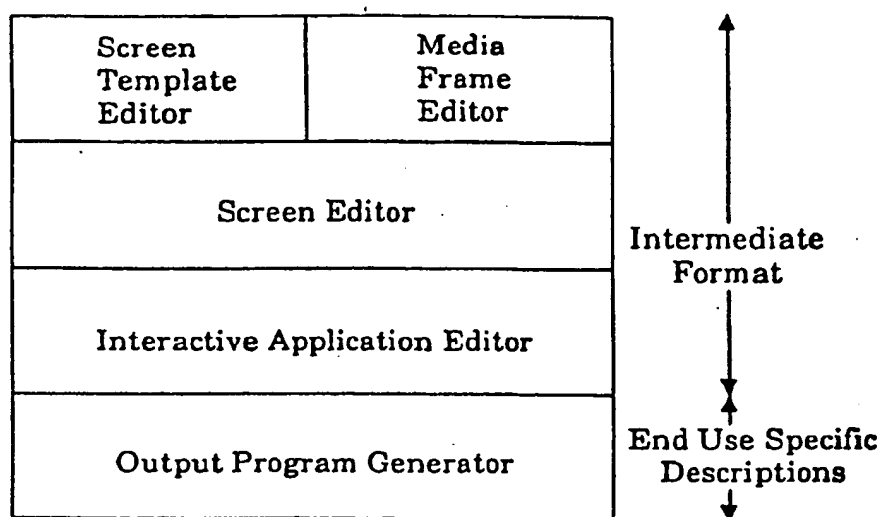 Screen
Template
Editor
Media
Frame
Editor
Screen Editor
Intermediate
Format
Interactive Application Editor
Output Program Generator
End Use Specific
Descriptions